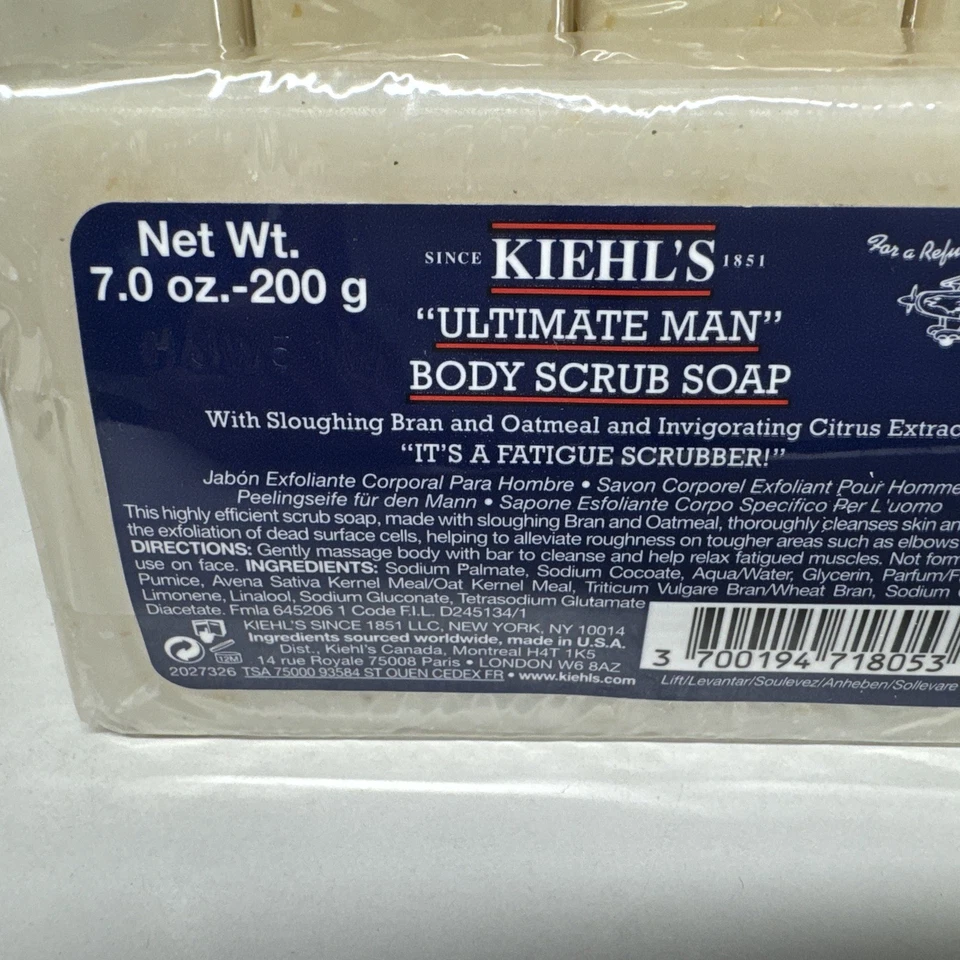 Net Wt.
7.0 oz.-200 g
SINCE KIEHL'S 1851
“ULTIMATE MAN”
BODY SCRUB SOAP
With Sloughing Bran and Oatmeal and Invigorating Citrus Extrac
“IT'S A FATIGUE SCRUBBER!”
For a Refu
Jabón Exfoliante Corporal Para Hombre • Savon Corporel Exfoliant Pour Homme
Peelingseife für den Mann • Sapone Esfoliante Corpo Specifico Per L'uomo
This highly efficient scrub soap, made with sloughing Bran and Oatmeal, thoroughly cleanses skin an
the exfoliation of dead surface cells, helping to alleviate roughness on tougher areas such as elbows
DIRECTIONS: Gently massage body with bar to cleanse and help relax fatigued muscles. Not form
use on face. INGREDIENTS: Sodium Palmate, Sodium Cocoate, Aqua/Water, Glycerin, Parfum/F
Pumice, Avena Sativa Kernel Meal/Oat Kernel Meal, Triticum Vulgare Bran/Wheat Bran, Sodium
Limonene, Linalool, Sodium Gluconate, Tetrasodium Glutamate
Diacetate. Fmla 645206 1 Code F.I.L. D245134/1
KIEHL'S SINCE 1851 LLC, NEW YORK, NY 10014
Ingredients sourced worldwide, made in U.S.A.
Dist., Kiehl's Canada, Montreal H4T 1K5
14 rue Royale 75008 Paris • LONDON W6 8AZ
12M
2027326 TSA 75000 93584 ST OUEN CEDEX FR • www.kiehls.com
3 700194 718053
Lift/Levantar/Soulevez/Anheben/Sollevare